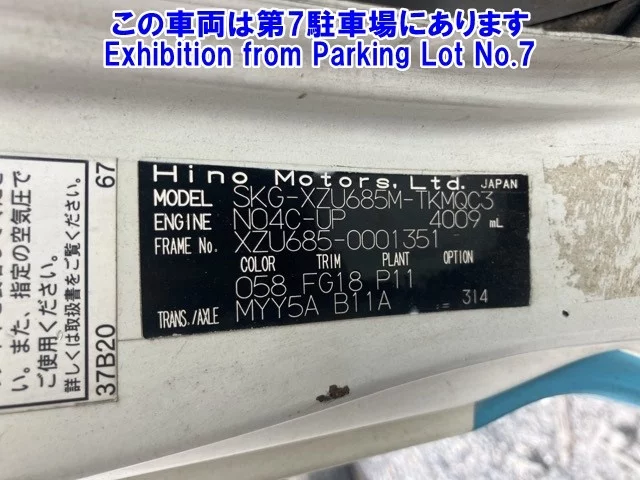 この車両は第7駐車場にあります
Exhibition from Parking Lot No.7
Hino Motors, Ltd. JAPAN
MODEL SKG-XZU685M-TKMQC3
ENGINE N04C-UP 4009 mL
FRAME No. XZU685-0001351
COLOR TRIM PLANT OPTION
058 FG18 P11
TRANS./AXLE MYY5A B11A 314
い。また、指定の空気圧で
ご使用ください。
詳しくは取扱書をご覧ください。
37B20 67